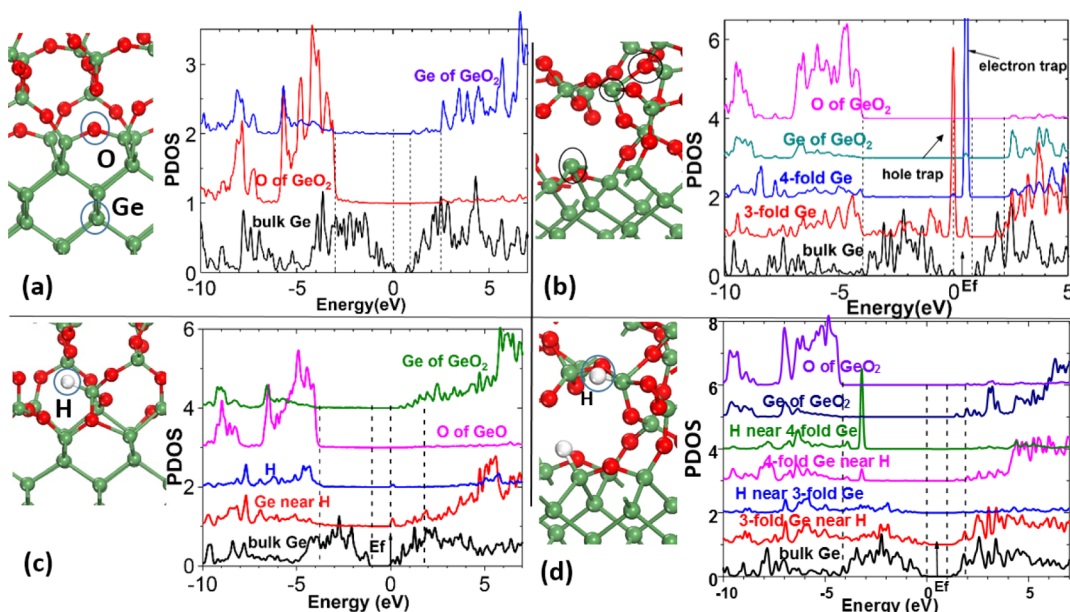 O
Ge
(a)
PDOS
3
2
1
0
Ge of GeO₂
O of GeO₂
bulk Ge
-10
-5
0
5
Energy(eV)
(b)
PDOS
6
4
2
0
electron trap
O of GeO₂
Ge of GeO₂
hole trap
4-fold Ge
3-fold Ge
bulk Ge
-10
-5
0
Ef
5
Energy(eV)
H
(c)
PDOS
6
4
2
0
Ge of GeO₂
O of GeO
H
Ge near H
bulk Ge
Ef
-10
-5
0
5
Energy (eV)
H
(d)
PDOS
8
6
4
2
0
O of GeO₂
Ge of GeO₂
H near 4-fold Ge
4-fold Ge near H
H near 3-fold Ge
3-fold Ge near H
bulk Ge
-10
-5
0
Ef
5
10
Energy (eV)